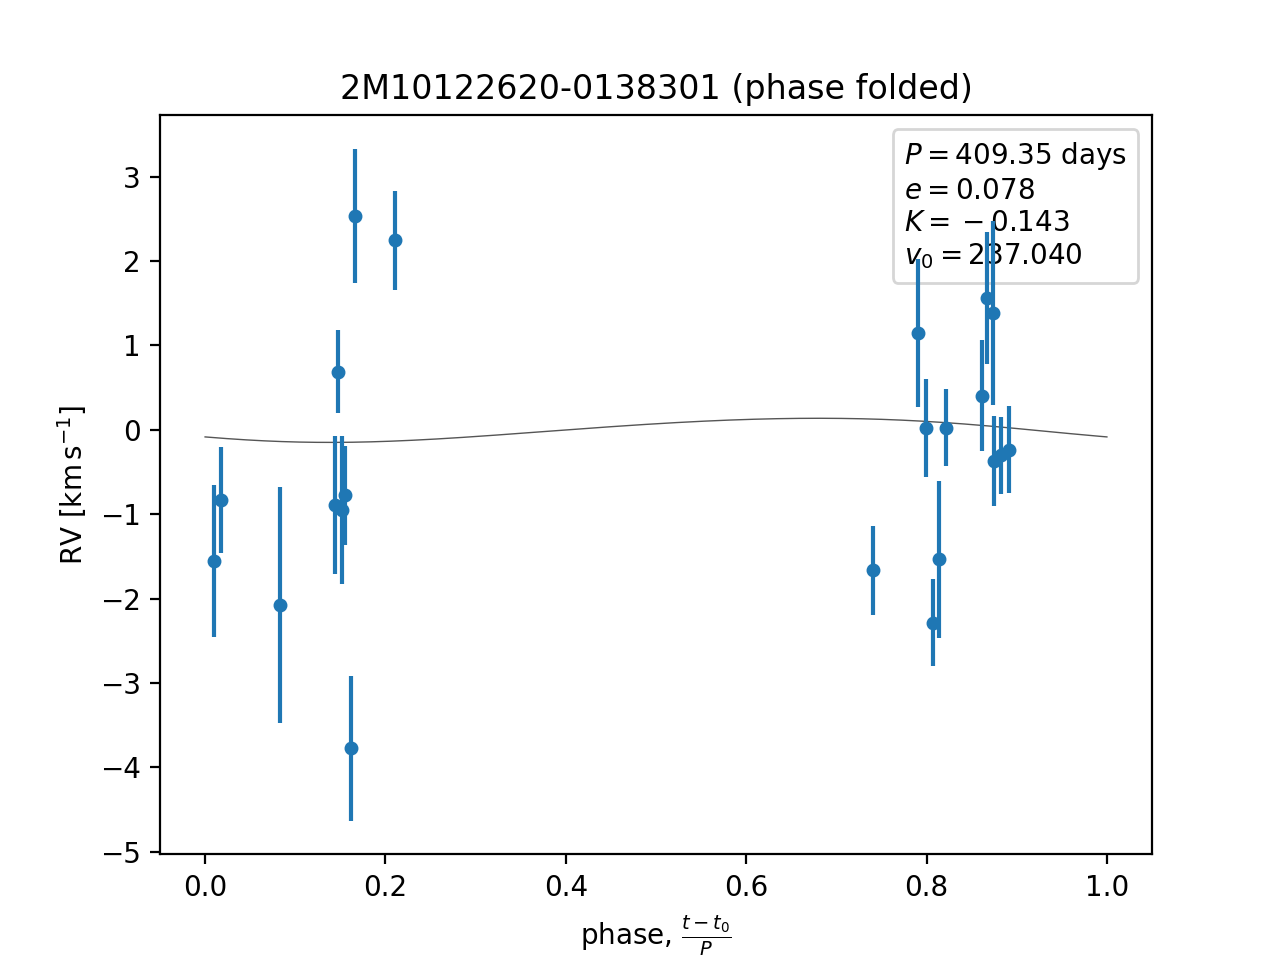 2M10122620-0138301 (phase folded)
P = 409.35 days
e = 0.078
K = −0.143
v₀ = 237.040
RV [km s⁻¹]
3
2
1
0
−1
−2
−3
−4
−5
0.0 0.2 0.4 0.6 0.8 1.0
phase, (t − t₀)/P